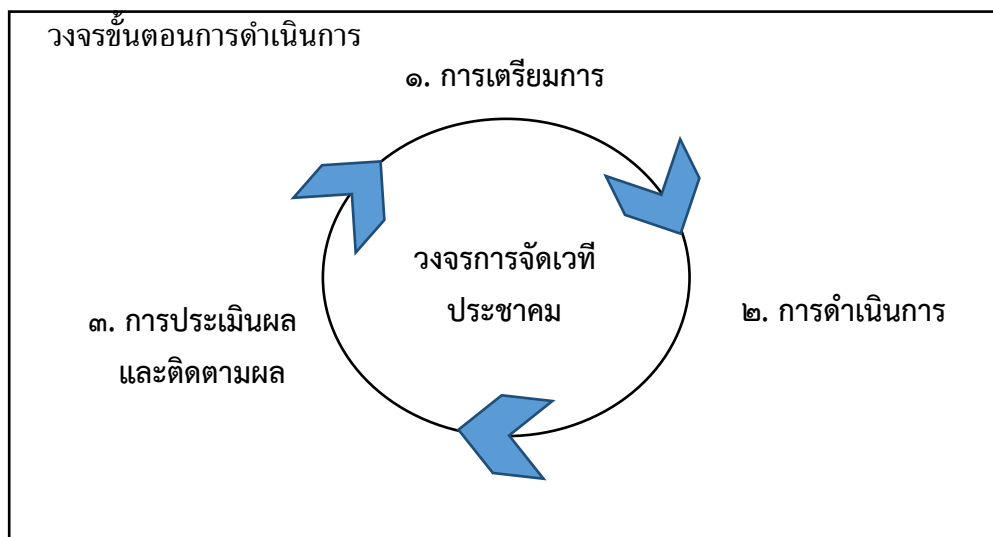 วงจรขั้นตอนการดำเนินการ
๑. การเตรียมการ
วงจรการจัดเวที
ประชาคม
๒. การดำเนินการ
๓. การประเมินผล
และติดตามผล